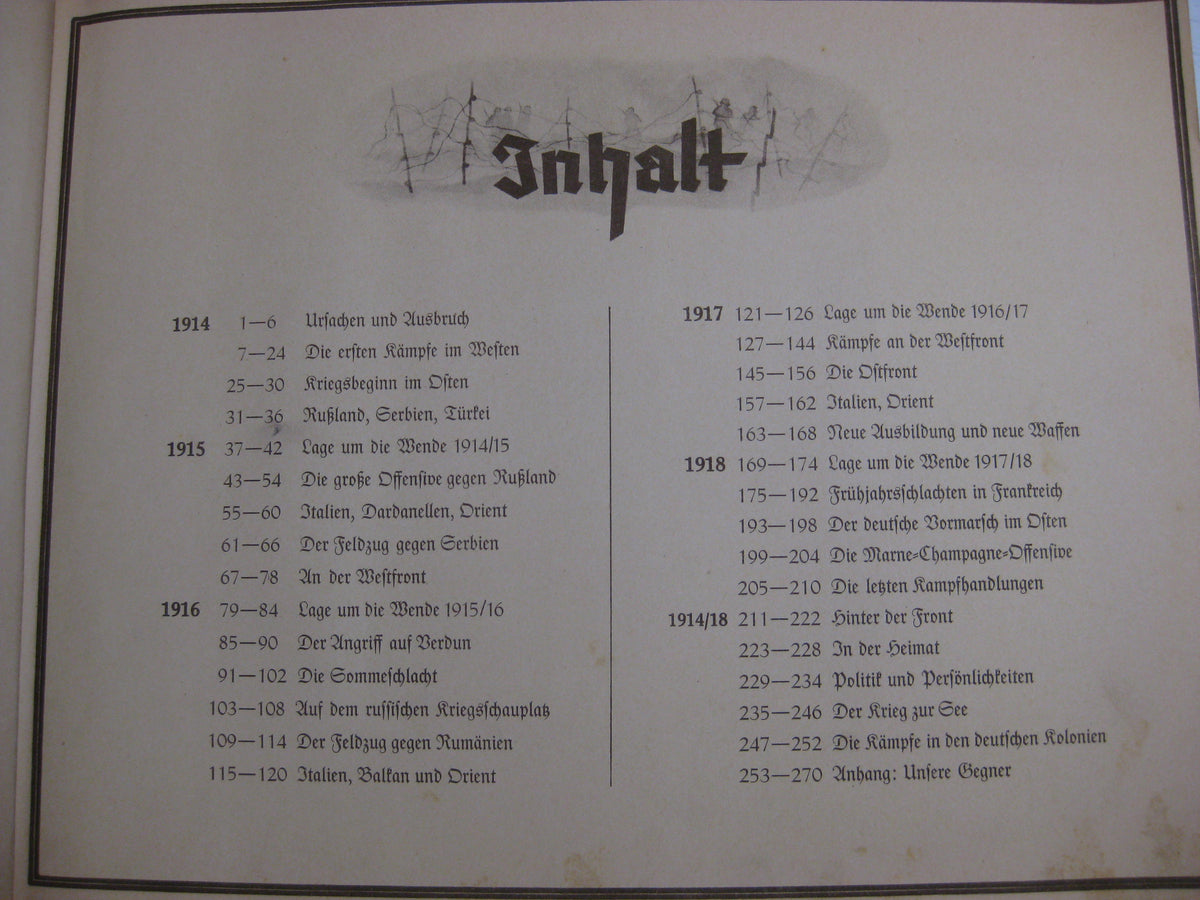 Inhalt
1914 1—6 Ursachen und Ausbruch
7—24 Die ersten Kämpfe im Westen
25—30 Kriegsbeginn im Osten
31—36 Rußland, Serbien, Türkei
1915 37—42 Lage um die Wende 1914/15
43—54 Die große Offensive gegen Rußland
55—60 Italien, Dardanellen, Orient
61—66 Der Feldzug gegen Serbien
67—78 An der Westfront
1916 79—84 Lage um die Wende 1915/16
85—90 Der Angriff auf Verdun
91—102 Die Sommeschlacht
103—108 Auf dem russischen Kriegsschauplatz
109—114 Der Feldzug gegen Rumänien
115—120 Italien, Balkan und Orient
1917 121—126 Lage um die Wende 1916/17
127—144 Kämpfe an der Westfront
145—156 Die Ostfront
157—162 Italien, Orient
163—168 Neue Ausbildung und neue Waffen
1918 169—174 Lage um die Wende 1917/18
175—192 Frühjahrsschlachten in Frankreich
193—198 Der deutsche Vormarsch im Osten
199—204 Die Marne-Champagne-Offensive
205—210 Die letzten Kampfhandlungen
1914/18 211—222 Hinter der Front
223—228 In der Heimat
229—234 Politik und Persönlichkeiten
235—246 Der Krieg zur See
247—252 Die Kämpfe in den deutschen Kolonien
253—270 Anhang: Unsere Gegner